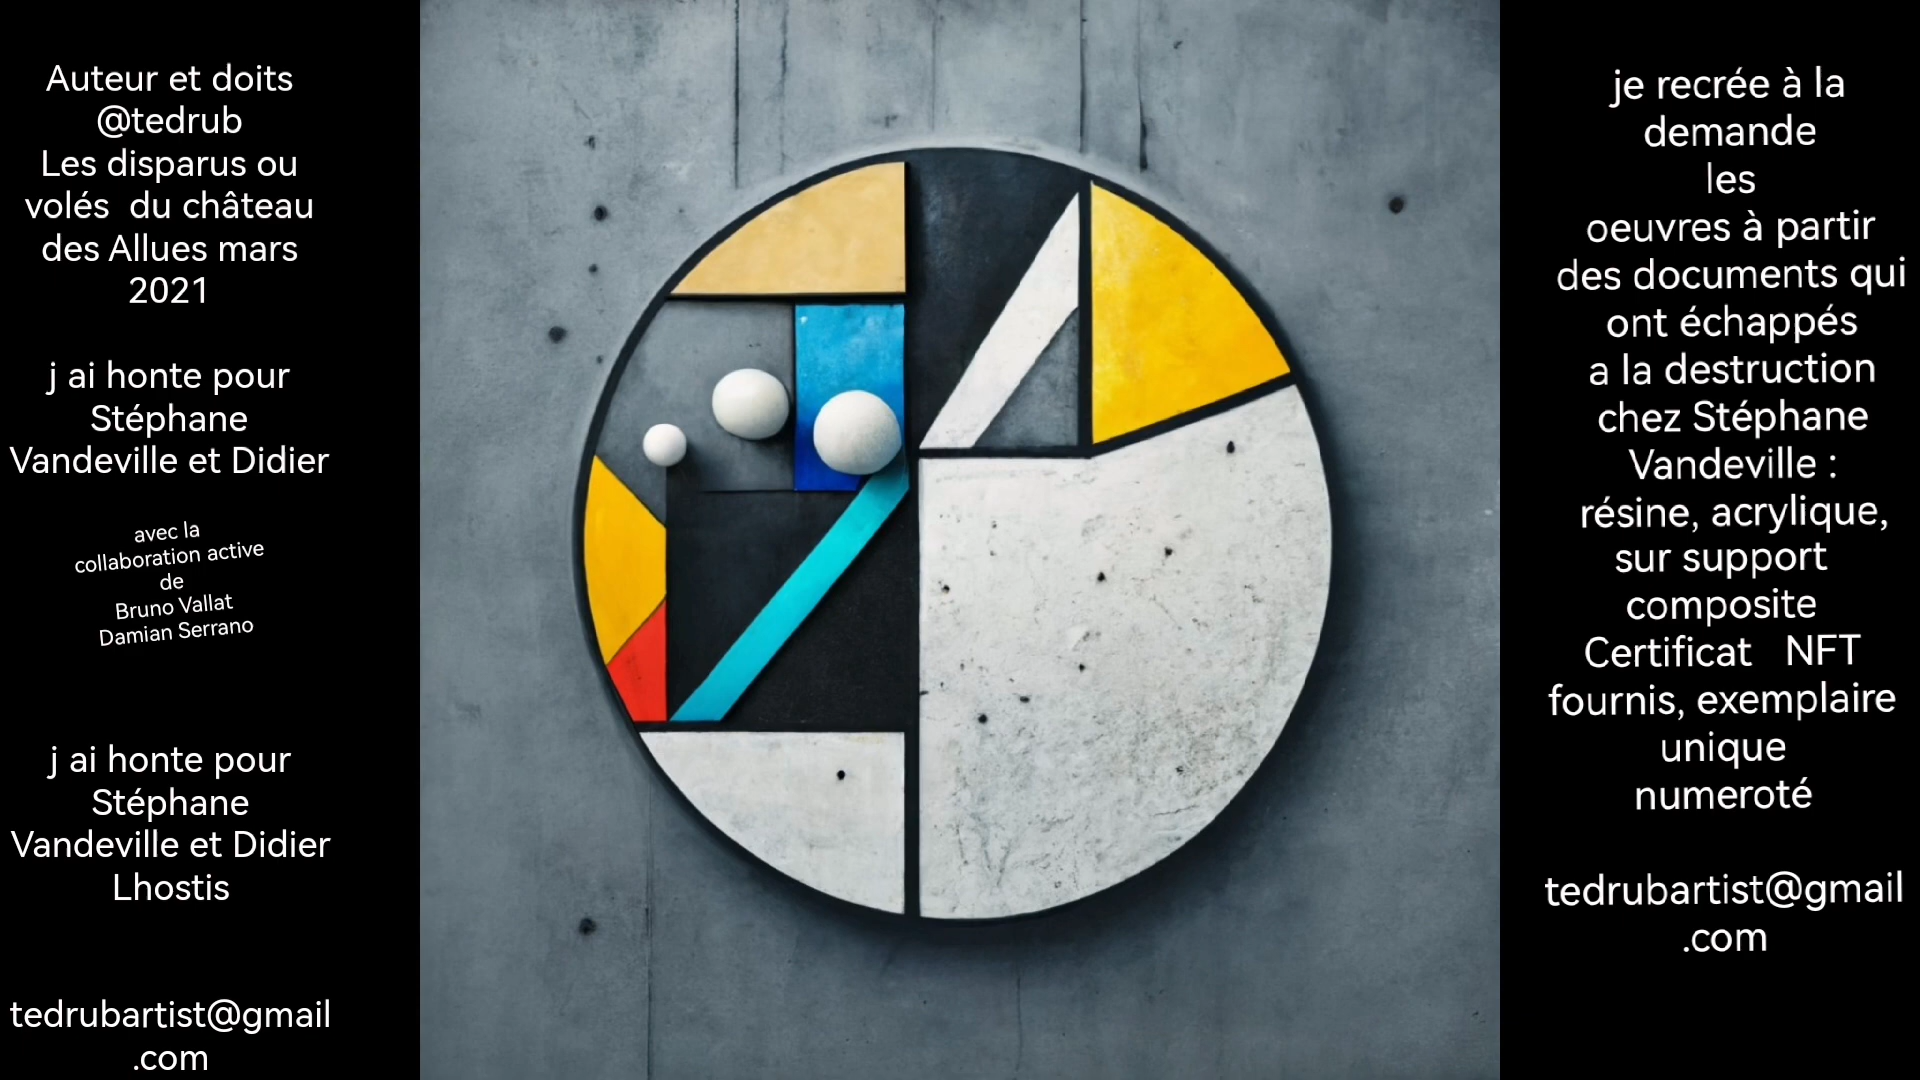 Auteur et doits
@tedrub
Les disparus ou
volés  du château
des Allues mars
2021
j ai honte pour
Stéphane
Vandeville et Didier
avec la
collaboration active
de
Bruno Vallat
Damian Serrano
j ai honte pour
Stéphane
Vandeville et Didier
Lhostis
tedrubartist@gmail
.com
je recrée à la
demande
les
oeuvres à partir
des documents qui
ont échappés
a la destruction
chez Stéphane
Vandeville :
résine, acrylique,
sur support
composite
Certificat   NFT
fournis, exemplaire
unique
numeroté
tedrubartist@gmail
.com